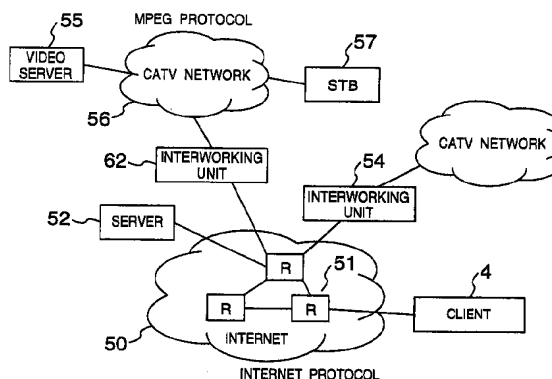 55
MPEG PROTOCOL
57
VIDEO SERVER
CATV NETWORK
STB
56
62
INTERWORKING UNIT
54
CATV NETWORK
INTERWORKING UNIT
52
SERVER
R
51
4
R
R
CLIENT
50
INTERNET
INTERNET PROTOCOL